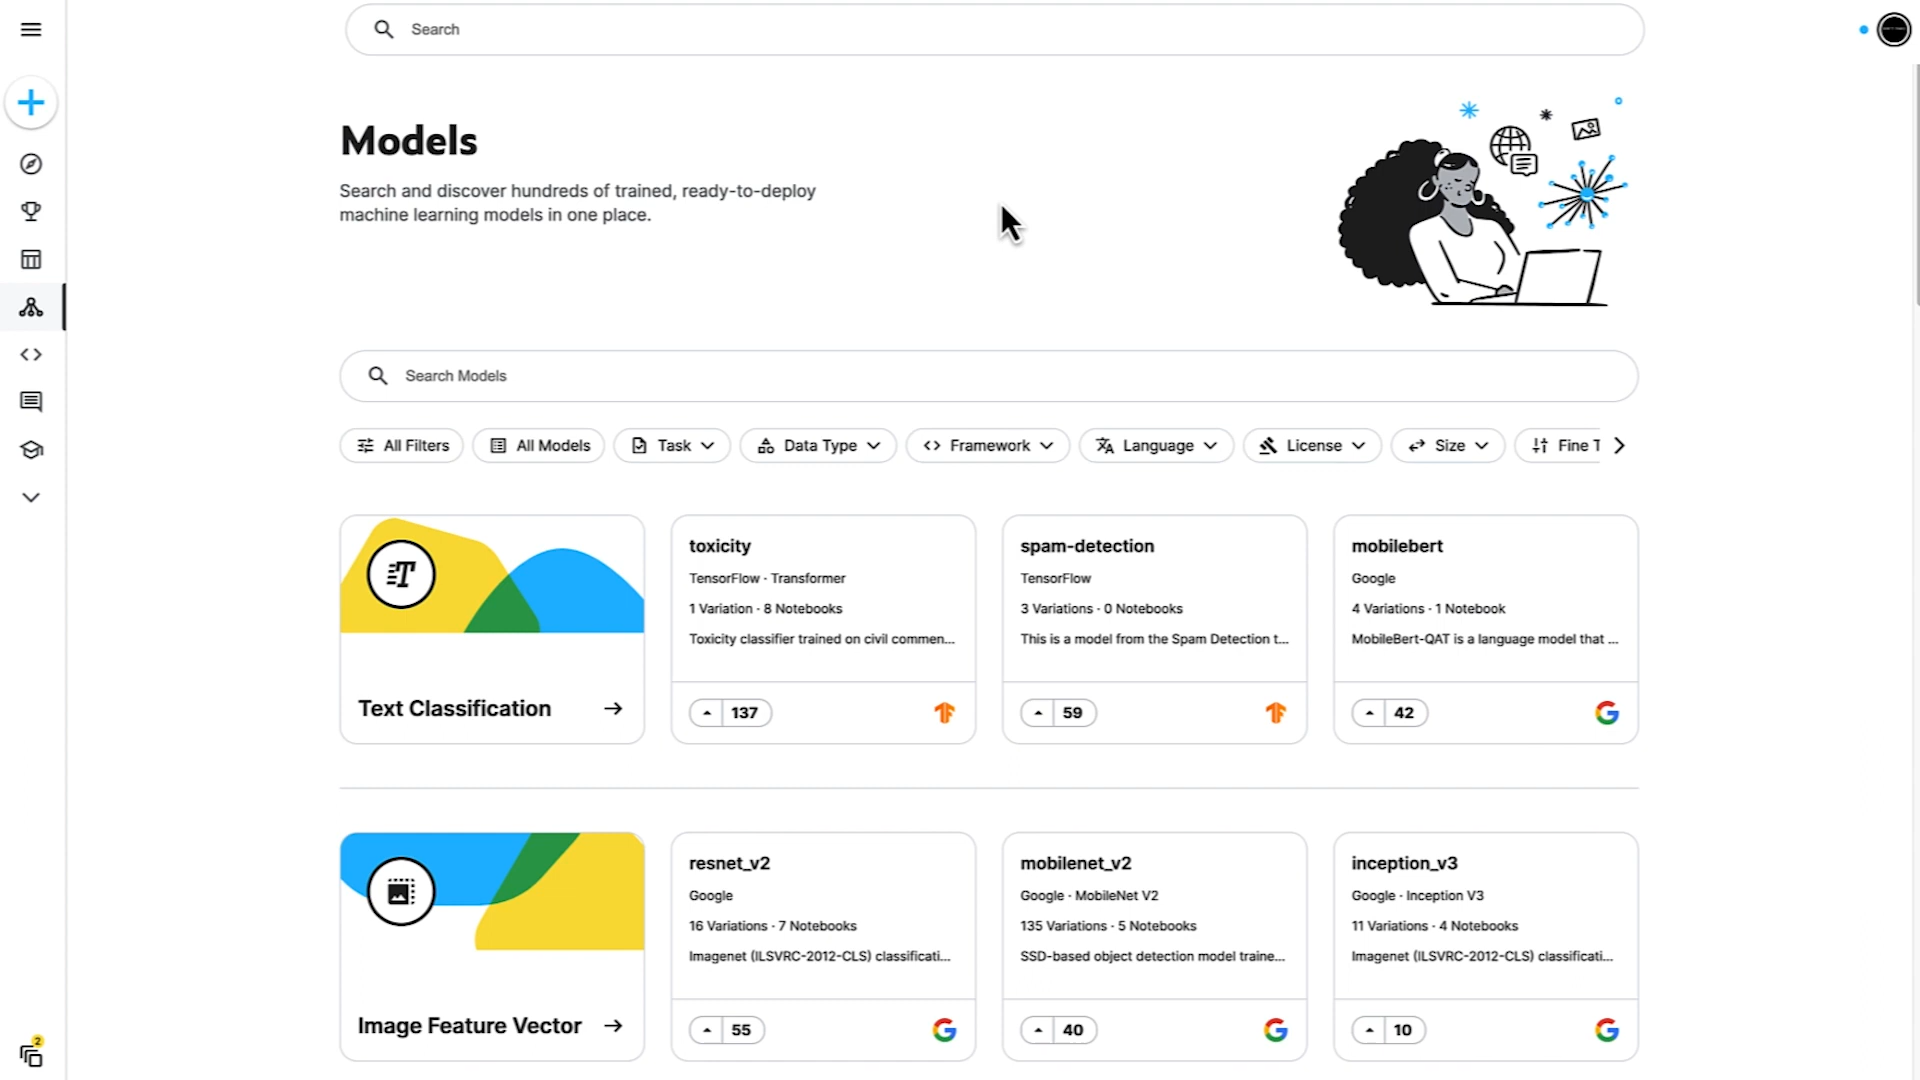 Search
Models
Search and discover hundreds of trained, ready-to-deploy
machine learning models in one place.
Search Models
All Filters
All Models
Task
Data Type
Framework
Language
License
Size
Fine T
Text Classification
toxicity
TensorFlow · Transformer
1 Variation · 8 Notebooks
Toxicity classifier trained on civil commen...
137
spam-detection
TensorFlow
3 Variations · 0 Notebooks
This is a model from the Spam Detection t...
59
mobilebert
Google
4 Variations · 1 Notebook
MobileBert-QAT is a language model that ...
42
Image Feature Vector
resnet_v2
Google
16 Variations · 7 Notebooks
Imagenet (ILSVRC-2012-CLS) classificati...
55
mobilenet_v2
Google · MobileNet V2
135 Variations · 5 Notebooks
SSD-based object detection model traine...
40
inception_v3
Google · Inception V3
11 Variations · 4 Notebooks
Imagenet (ILSVRC-2012-CLS) classificati...
10
2